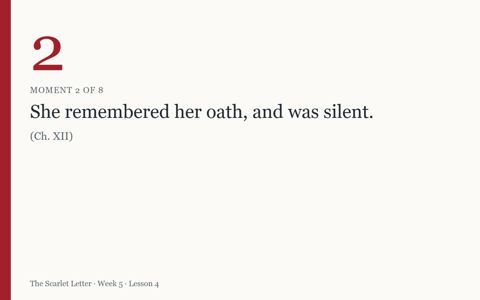 2
MOMENT 2 OF 8
She remembered her oath, and was silent.
(Ch. XII)
The Scarlet Letter · Week 5 · Lesson 4